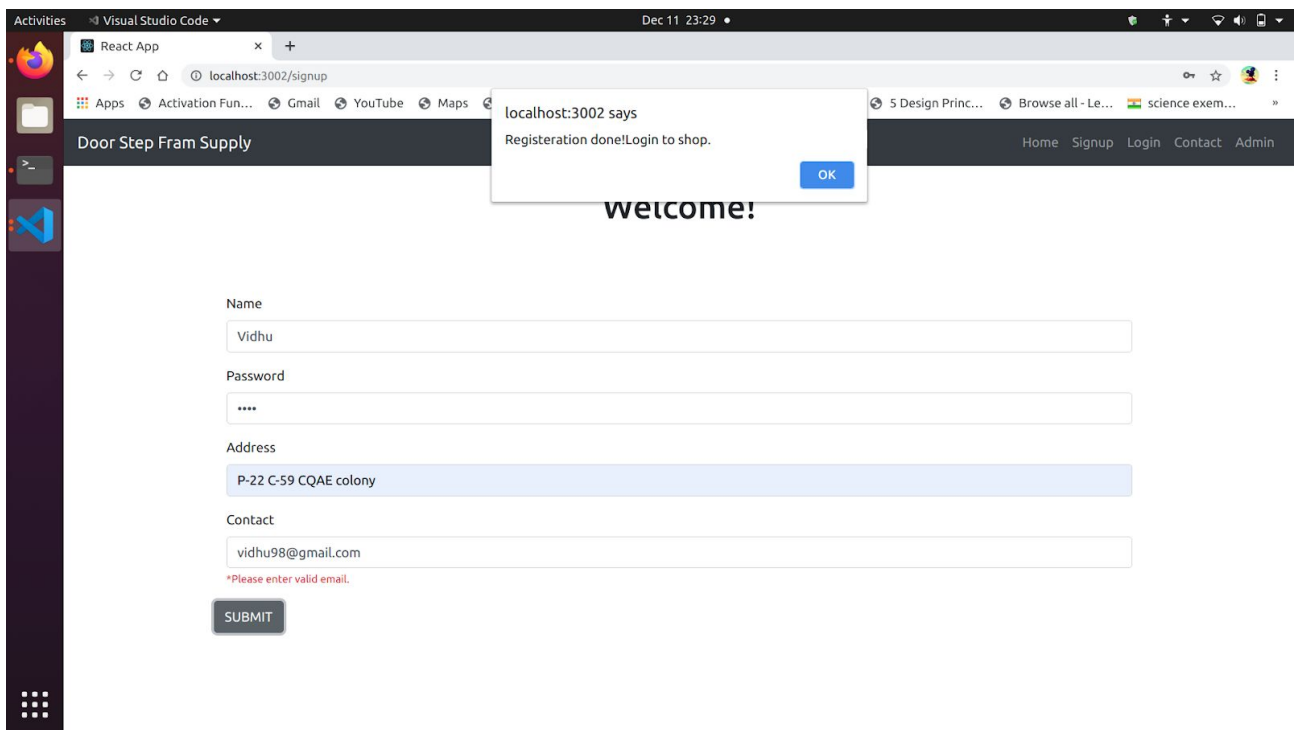 Activities Visual Studio Code Dec 11 23:29
React App
localhost:3002/signup
Apps Activation Fun... Gmail YouTube Maps 5 Design Princ... Browse all - Le... science exem... »
localhost:3002 says
Registeration done!Login to shop.
OK
Door Step Fram Supply Home Signup Login Contact Admin
Welcome!
Name
Vidhu
Password
••••
Address
P-22 C-59 CQAE colony
Contact
vidhu98@gmail.com
*Please enter valid email.
SUBMIT